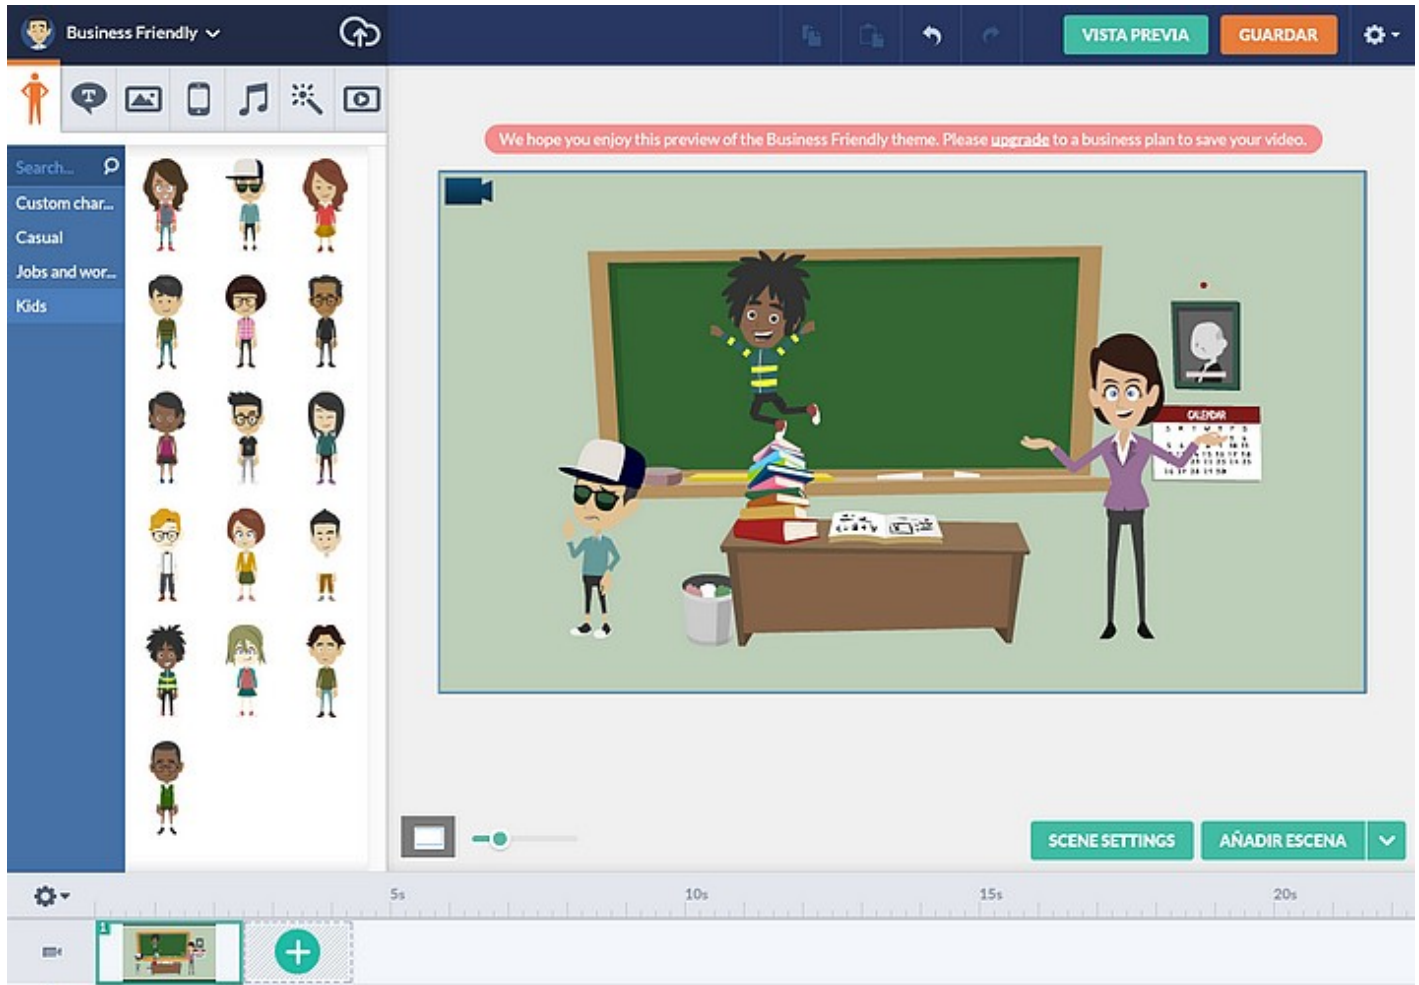 Business Friendly
VISTA PREVIA
GUARDAR
T
We hope you enjoy this preview of the Business Friendly theme. Please upgrade to a business plan to save your video.
Search...
Custom char...
Casual
Jobs and wor...
Kids
CALENDAR
SCENE SETTINGS
AÑADIR ESCENA
5s
10s
15s
20s
1